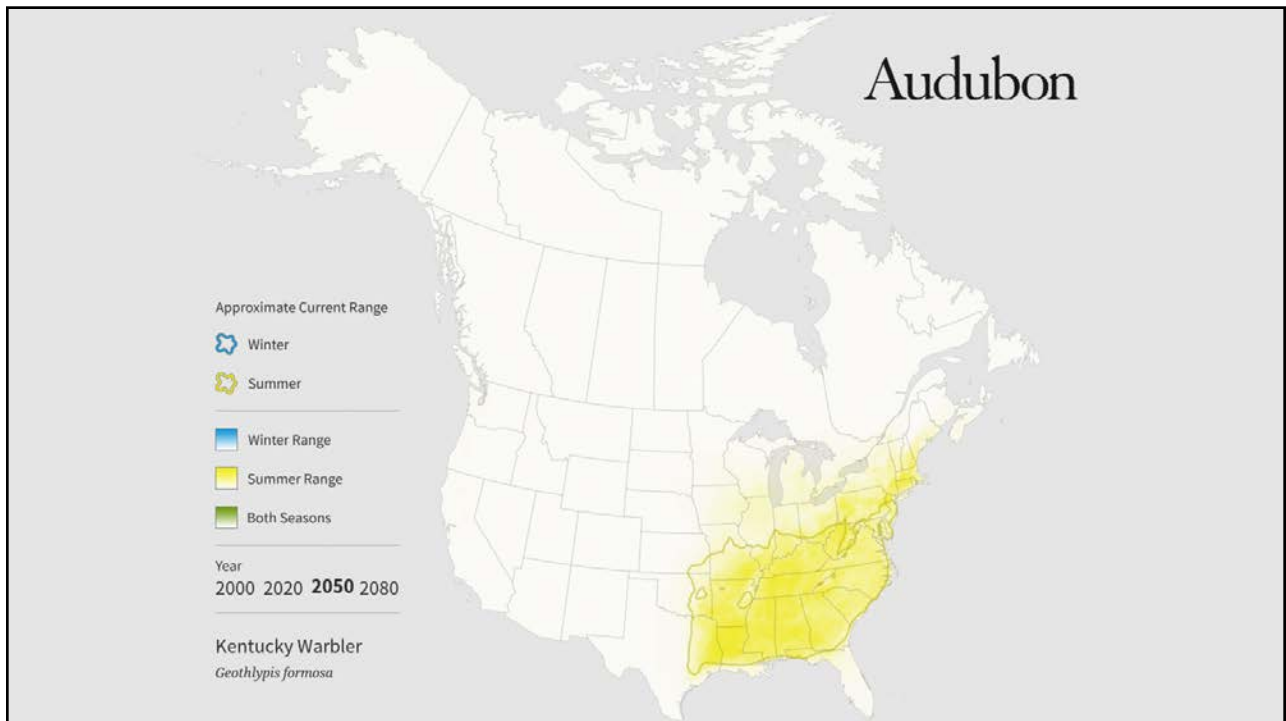 Audubon
Approximate Current Range
Winter
Summer
Winter Range
Summer Range
Both Seasons
Year
2000 2020 2050 2080
Kentucky Warbler
Geothlypis formosa